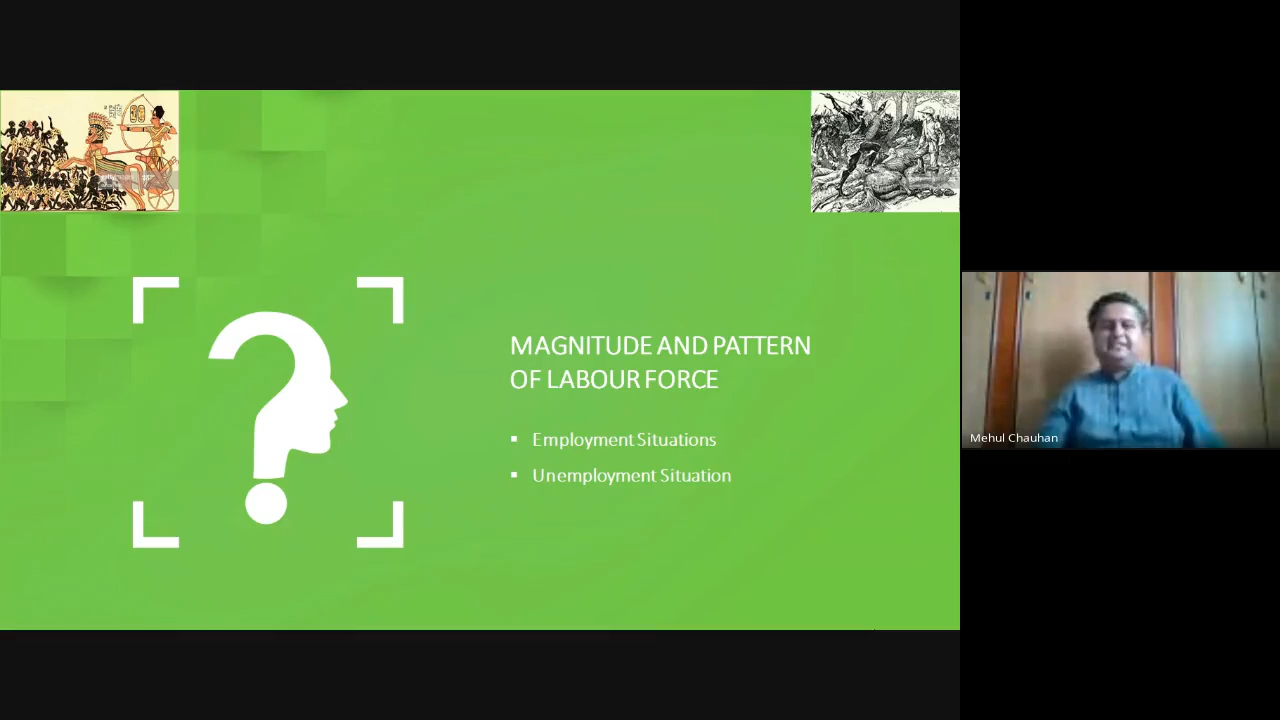 MAGNITUDE AND PATTERN
OF LABOUR FORCE
▪ Employment Situations
▪ Unemployment Situation
Mehul Chauhan